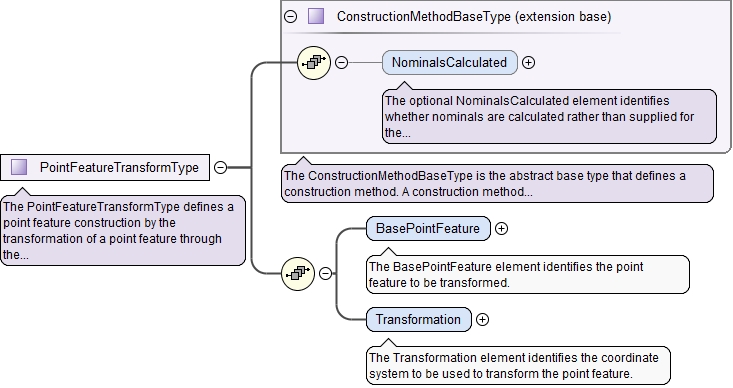 ConstructionMethodBaseType (extension base)
NominalsCalculated
The optional NominalsCalculated element identifies
whether nominals are calculated rather than supplied for
the...
PointFeatureTransformType
The PointFeatureTransformType defines a
point feature construction by the
transformation of a point feature through
the...
The ConstructionMethodBaseType is the abstract base type that defines a
construction method. A construction method...
BasePointFeature
The BasePointFeature element identifies the point
feature to be transformed.
Transformation
The Transformation element identifies the coordinate
system to be used to transform the point feature.